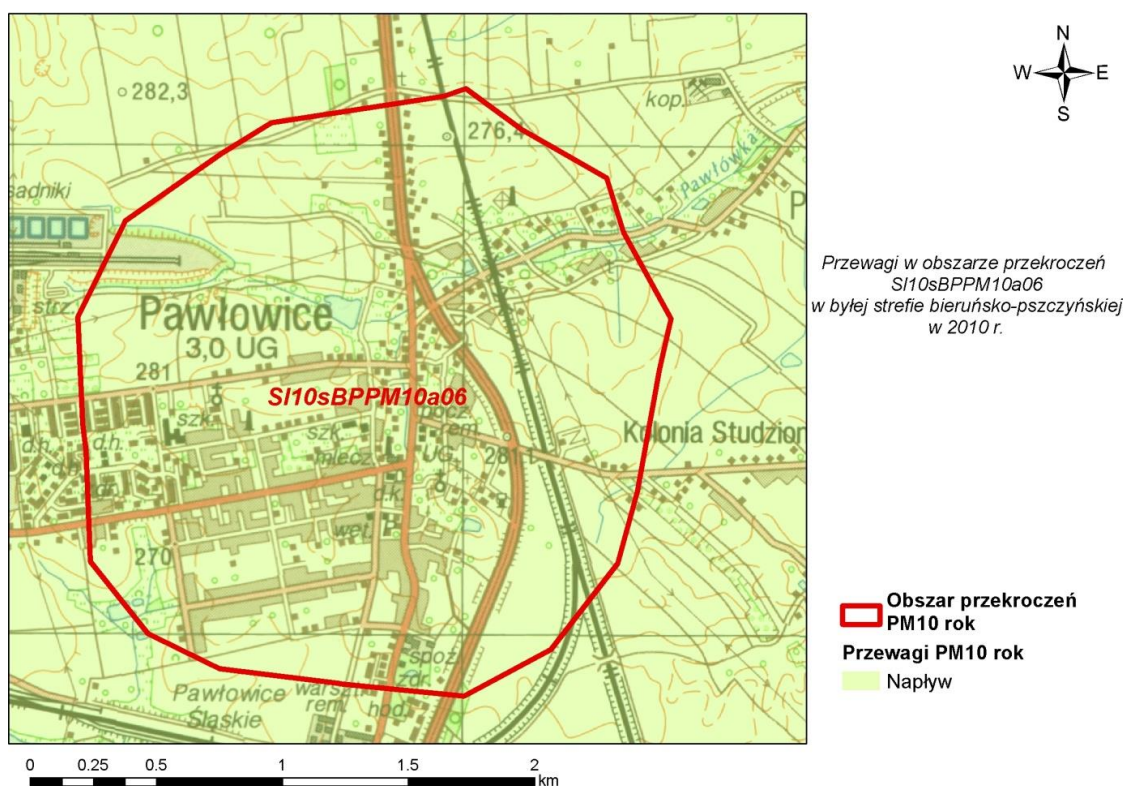 N
W E
S
282,3
t
kop.
276,4
Pawłówka
P
sadniki
strz.
Pawłowice
3,0 UG
281
Sl10sBPPM10a06
szk.
szk.
pocz.
rem.
Kolonia Studzion
d.h.
d.h.
d.h.
mlecz.
UG
281,1
d.k.
wet.
270
spoż.
zdr.
warszt.
rem.
hod.
Pawłowice
Śląskie
Przewagi w obszarze przekroczeń
Sl10sBPPM10a06
w byłej strefie bieruńsko-pszczyńskiej
w 2010 r.
Obszar przekroczeń
PM10 rok
Przewagi PM10 rok
Napływ
0 0.25 0.5 1 1.5 2
km